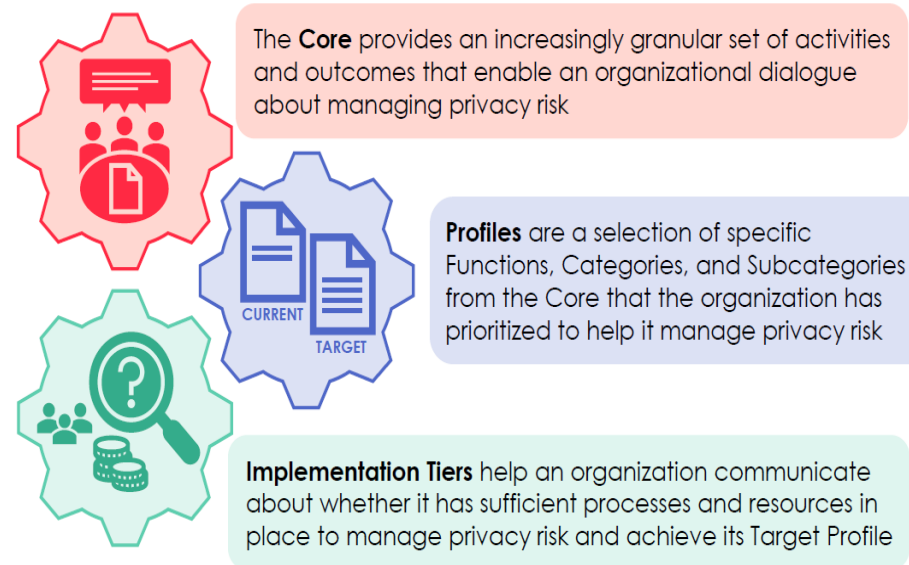 The Core provides an increasingly granular set of activities
and outcomes that enable an organizational dialogue
about managing privacy risk
CURRENT
TARGET
Profiles are a selection of specific
Functions, Categories, and Subcategories
from the Core that the organization has
prioritized to help it manage privacy risk
?
Implementation Tiers help an organization communicate
about whether it has sufficient processes and resources in
place to manage privacy risk and achieve its Target Profile